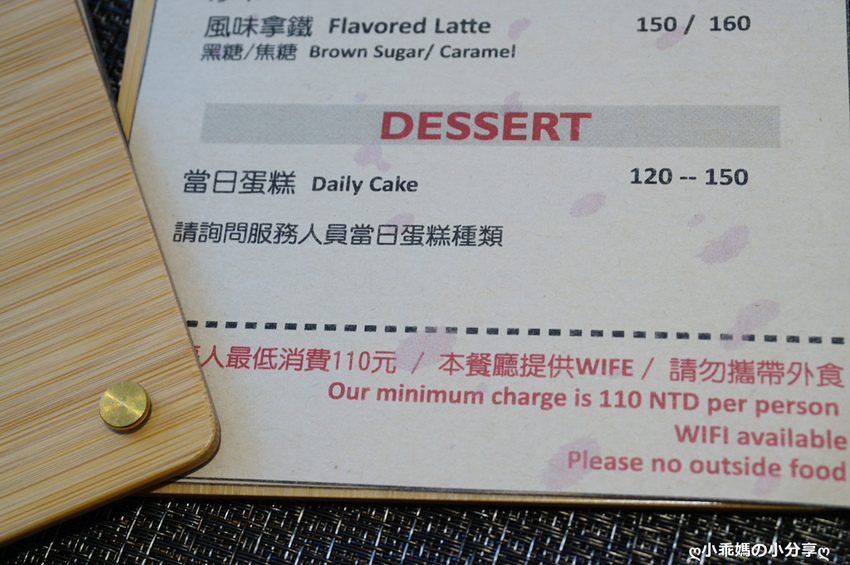 風味拿鐵 Flavored Latte 150 / 160
黑糖/焦糖 Brown Sugar/ Caramel
DESSERT
當日蛋糕 Daily Cake 120 -- 150
請詢問服務人員當日蛋糕種類
人最低消費110元 / 本餐廳提供WIFE / 請勿攜帶外食
Our minimum charge is 110 NTD per person
WIFI available
Please no outside food
ღ小乖媽の小分享ღ